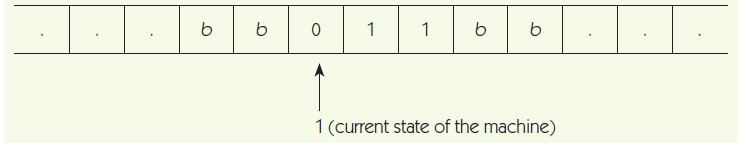 . . . b b 0 1 1 b b . . .
1 (current state of the machine)